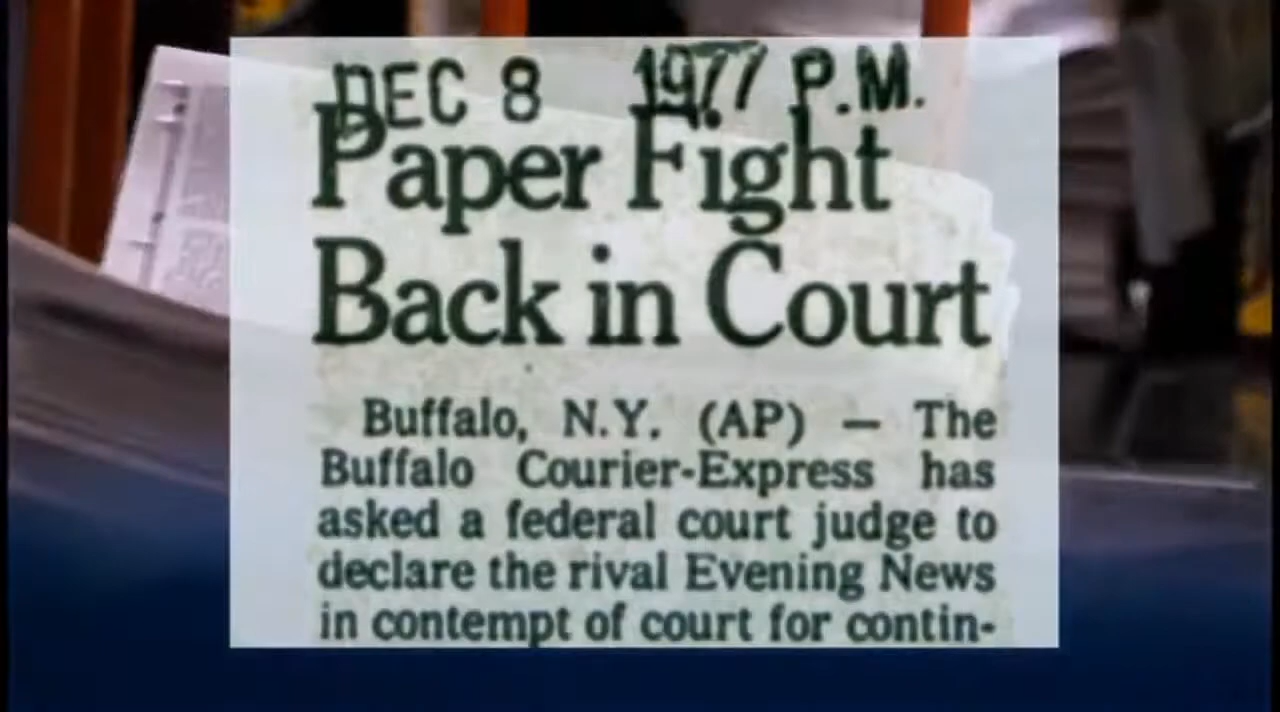 DEC 8 1977 P.M.
Paper Fight
Back in Court
Buffalo, N.Y. (AP) — The
Buffalo Courier-Express has
asked a federal court judge to
declare the rival Evening News
in contempt of court for contin-